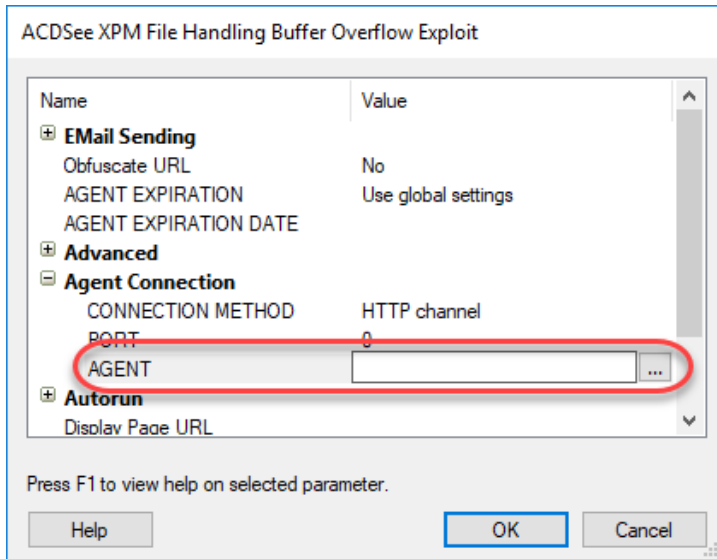 ACDSee XPM File Handling Buffer Overflow Exploit
Name Value
EMail Sending
Obfuscate URL No
AGENT EXPIRATION Use global settings
AGENT EXPIRATION DATE
Advanced
Agent Connection
CONNECTION METHOD HTTP channel
PORT 0
AGENT ...
Autorun
Display Page URL
Press F1 to view help on selected parameter.
Help OK Cancel